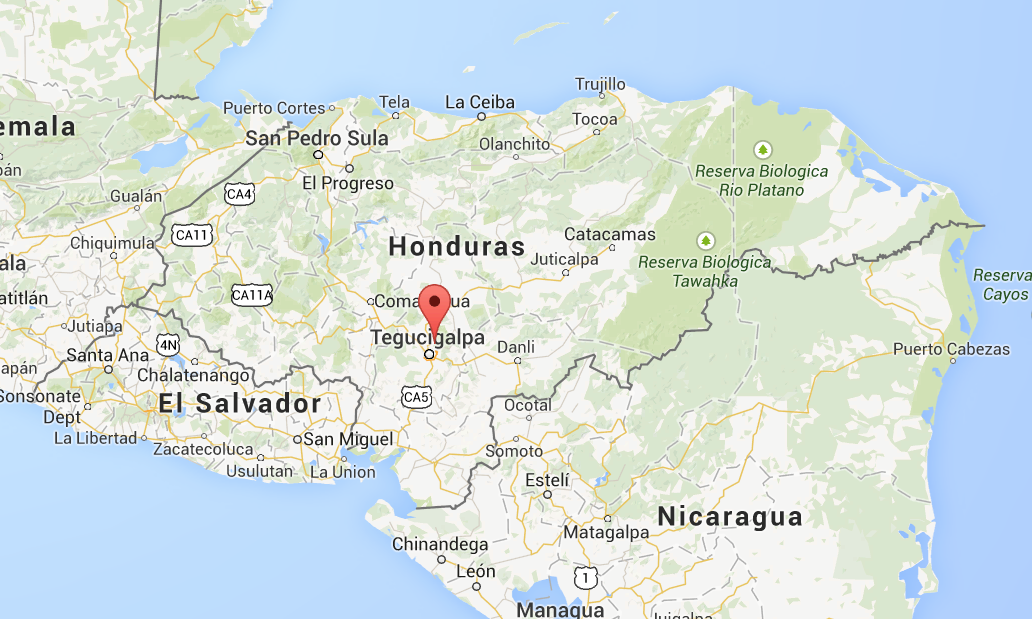 Trujillo
Puerto Cortes
Tela
La Ceiba
Tocoa
emala
San Pedro Sula
Olanchito
El Progreso
Reserva Biologica
Rio Platano
Gualán
CA4
CA11
Chiquimula
Honduras
Catacamas
Juticalpa
Reserva Biologica
Tawahka
ala
Reserva
Cayos
atitlán
CA11A
Tegucigalpa
Jutiapa
4N
Santa Ana
Danli
Puerto Cabezas
apán
Chalatenango
CA5
Sonsonate
Dept
El Salvador
Ocotal
La Libertad
San Miguel
Zacatecoluca
Somoto
Usulutan
La Union
Estelí
Nicaragua
Matagalpa
Chinandega
León
1
Managua